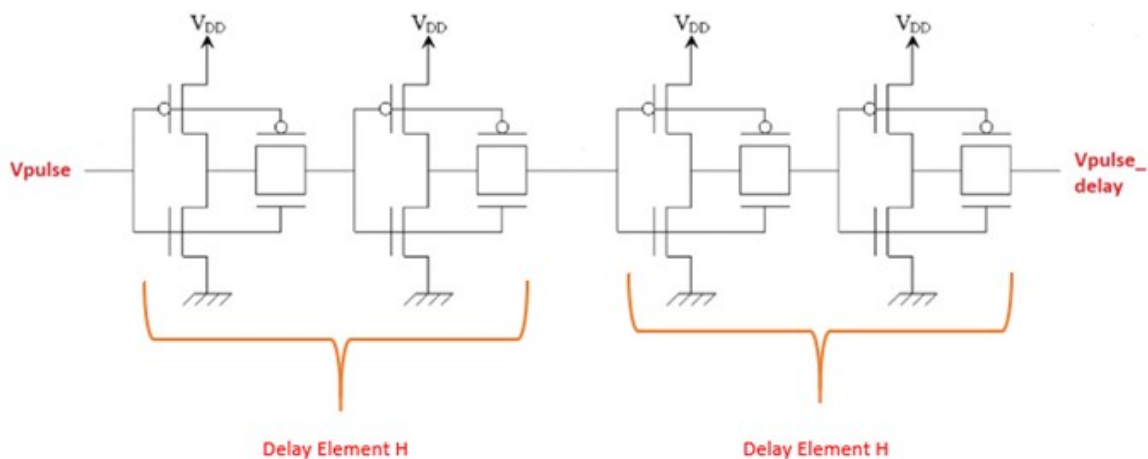 VDD
VDD
VDD
VDD
Vpulse
Vpulse_
delay
Delay Element H
Delay Element H